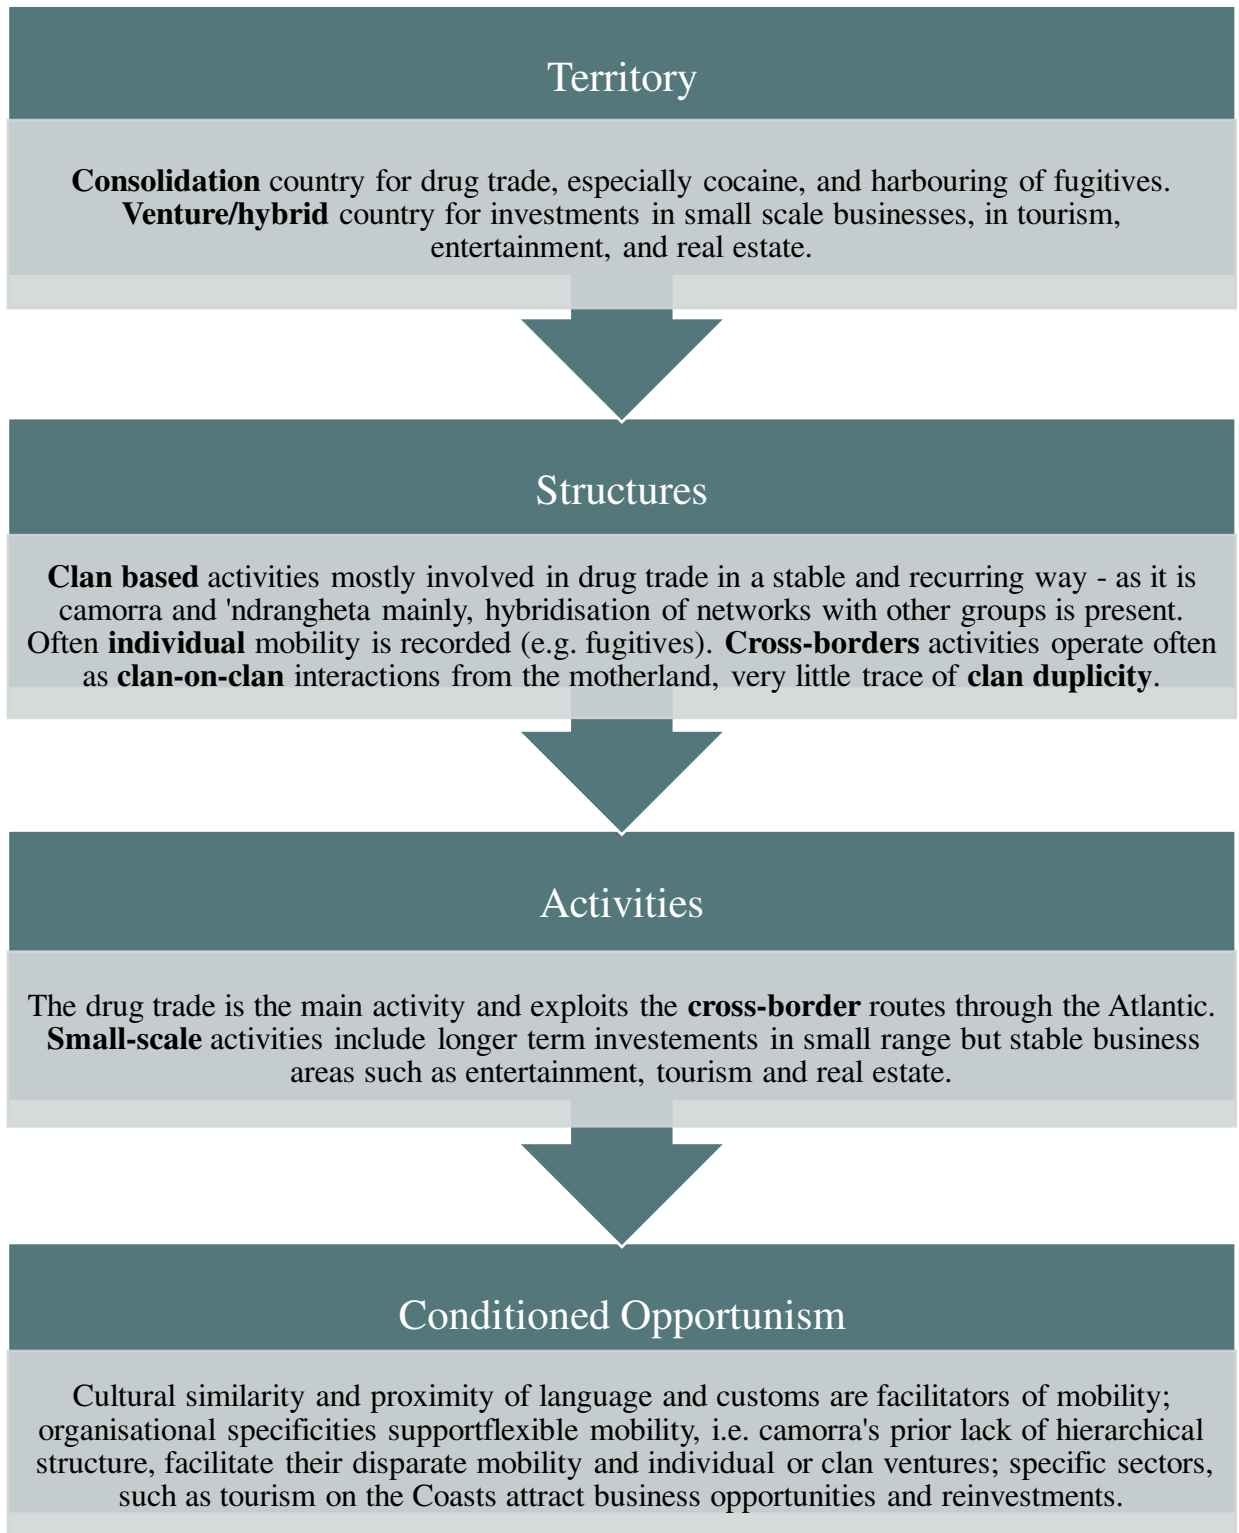 Territory
Consolidation country for drug trade, especially cocaine, and harbouring of fugitives.
Venture/hybrid country for investments in small scale businesses, in tourism,
entertainment, and real estate.
Structures
Clan based activities mostly involved in drug trade in a stable and recurring way - as it is
camorra and 'ndrangheta mainly, hybridisation of networks with other groups is present.
Often individual mobility is recorded (e.g. fugitives). Cross-borders activities operate often
as clan-on-clan interactions from the motherland, very little trace of clan duplicity.
Activities
The drug trade is the main activity and exploits the cross-border routes through the Atlantic.
Small-scale activities include longer term investements in small range but stable business
areas such as entertainment, tourism and real estate.
Conditioned Opportunism
Cultural similarity and proximity of language and customs are facilitators of mobility;
organisational specificities supportflexible mobility, i.e. camorra's prior lack of hierarchical
structure, facilitate their disparate mobility and individual or clan ventures; specific sectors,
such as tourism on the Coasts attract business opportunities and reinvestments.